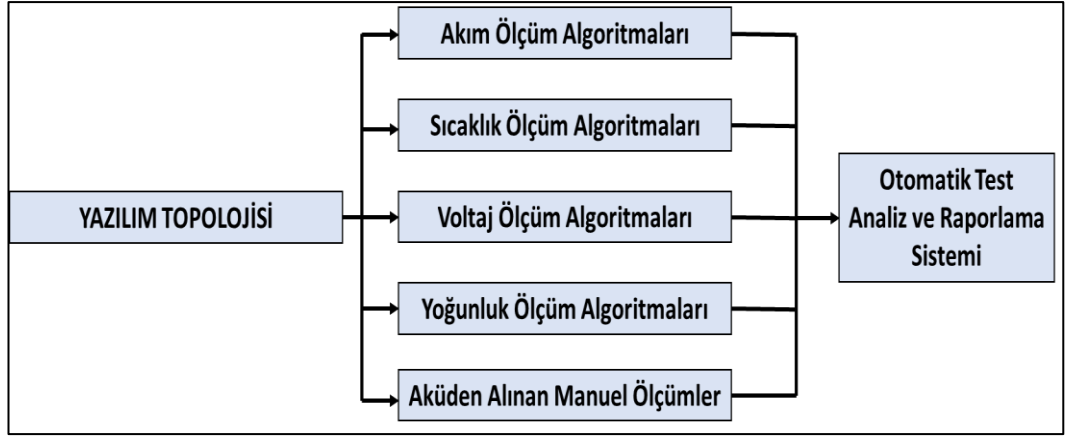 YAZILIM TOPOLOJİSİ
Akım Ölçüm Algoritmaları
Sıcaklık Ölçüm Algoritmaları
Voltaj Ölçüm Algoritmaları
Yoğunluk Ölçüm Algoritmaları
Aküden Alınan Manuel Ölçümler
Otomatik Test
Analiz ve Raporlama
Sistemi